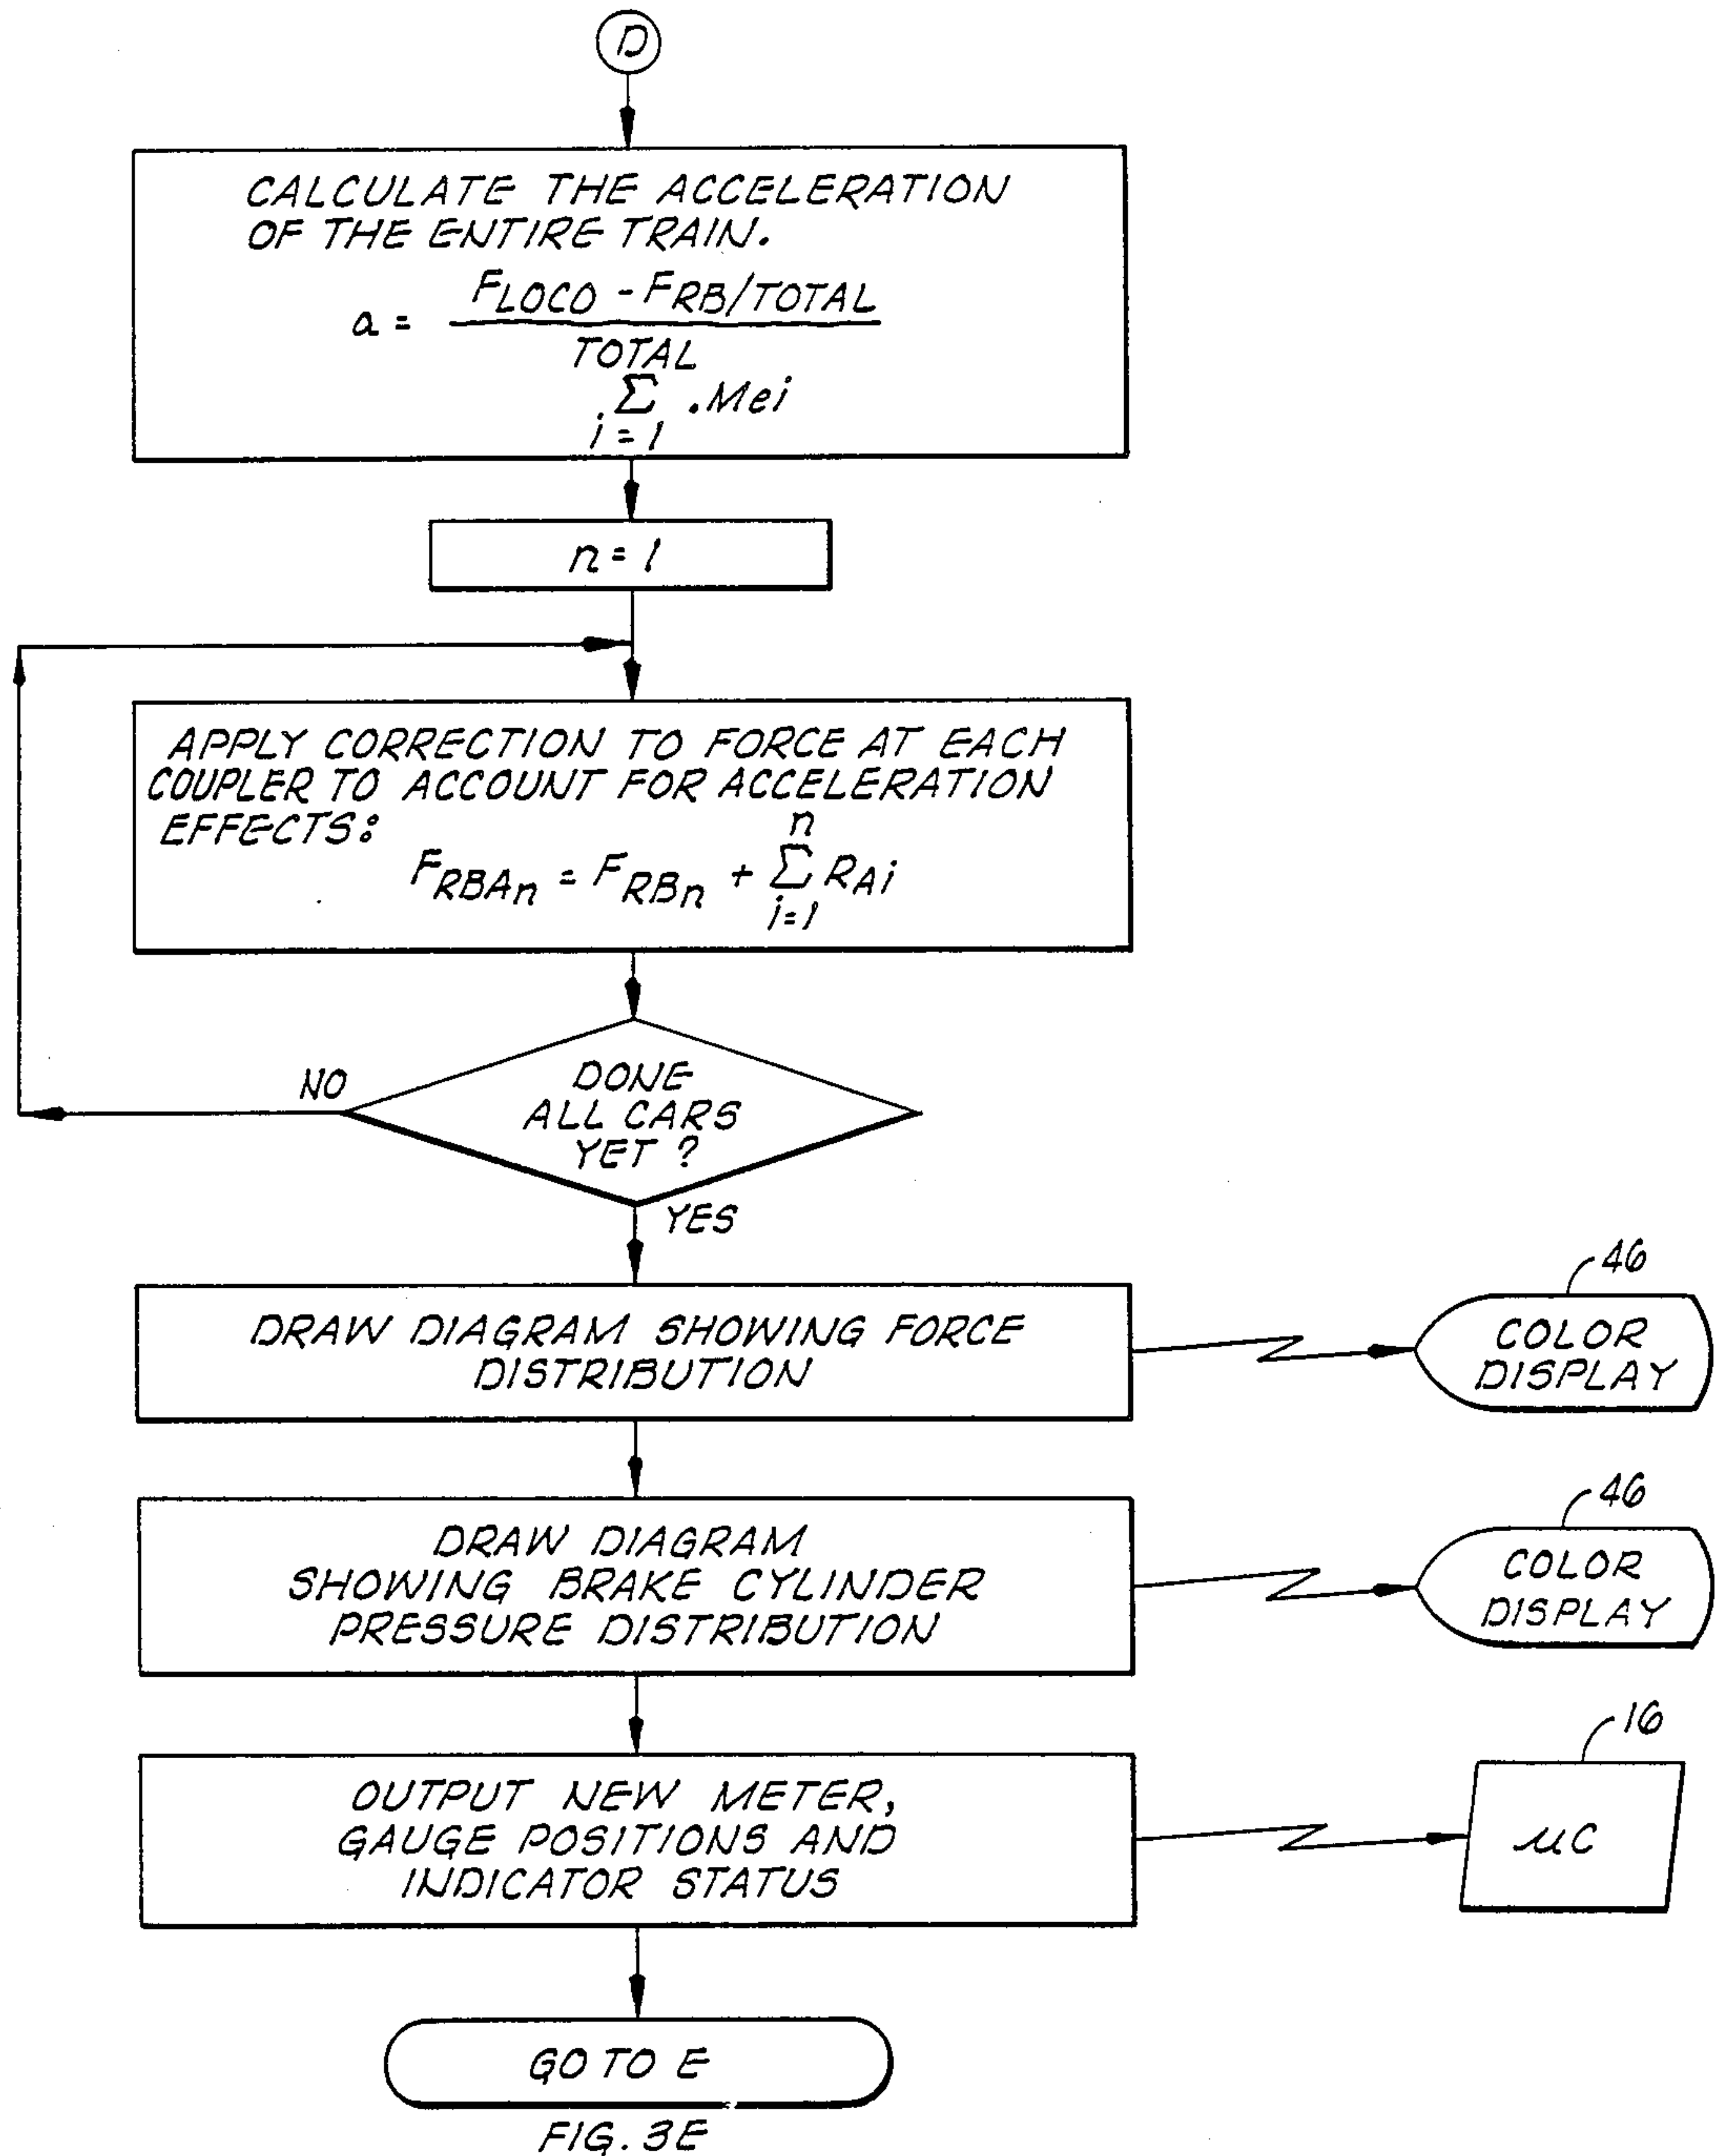 D
CALCULATE THE ACCELERATION
OF THE ENTIRE TRAIN.
a = FLOCO - FRB/TOTAL
TOTAL
Σ .Mei
i = 1
n = 1
APPLY CORRECTION TO FORCE AT EACH
COUPLER TO ACCOUNT FOR ACCELERATION
EFFECTS:
n
FRBAn = FRBn + Σ RAi
i=1
NO
DONE
ALL CARS
YET ?
YES
46
DRAW DIAGRAM SHOWING FORCE
DISTRIBUTION
COLOR
DISPLAY
46
DRAW DIAGRAM
SHOWING BRAKE CYLINDER
PRESSURE DISTRIBUTION
COLOR
DISPLAY
16
OUTPUT NEW METER,
GAUGE POSITIONS AND
INDICATOR STATUS
μC
GO TO E
FIG. 3E